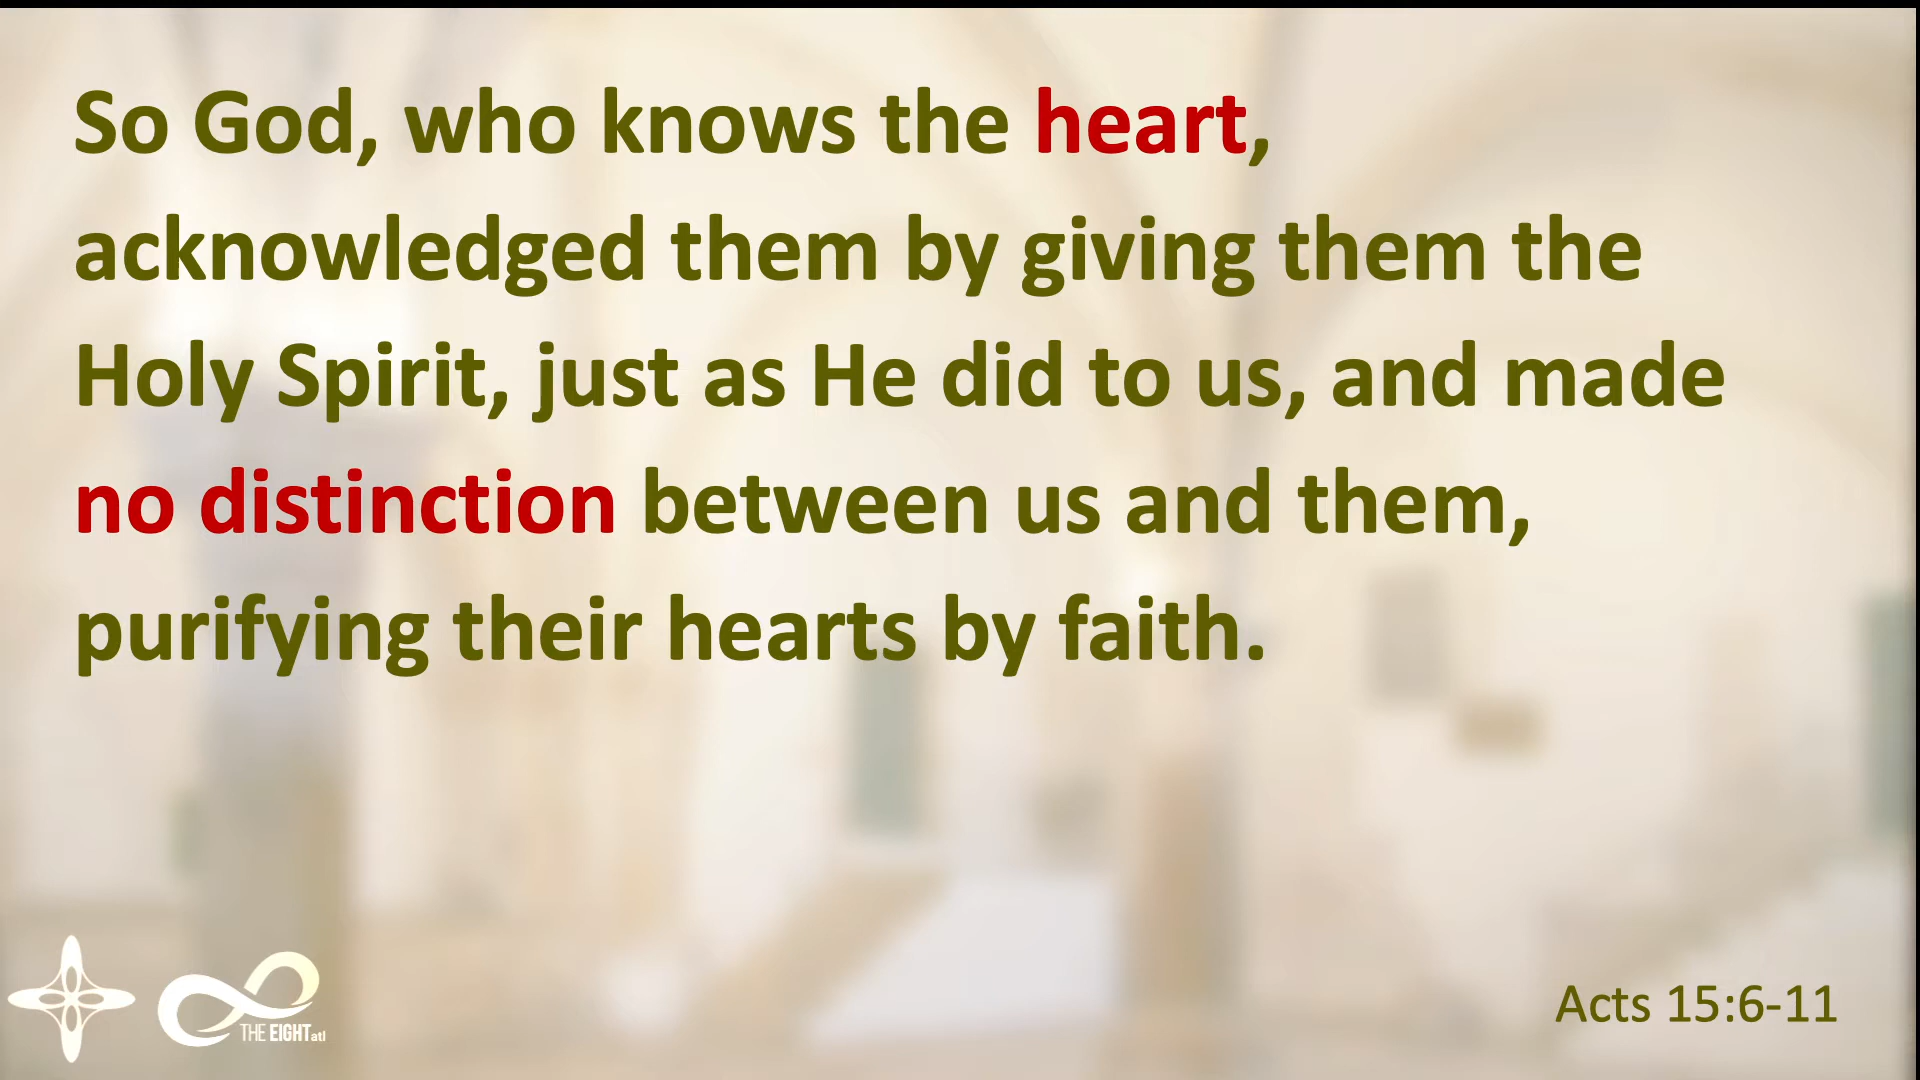 So God, who knows the heart,
acknowledged them by giving them the
Holy Spirit, just as He did to us, and made
no distinction between us and them,
purifying their hearts by faith.
THE EIGHTatl
Acts 15:6-11